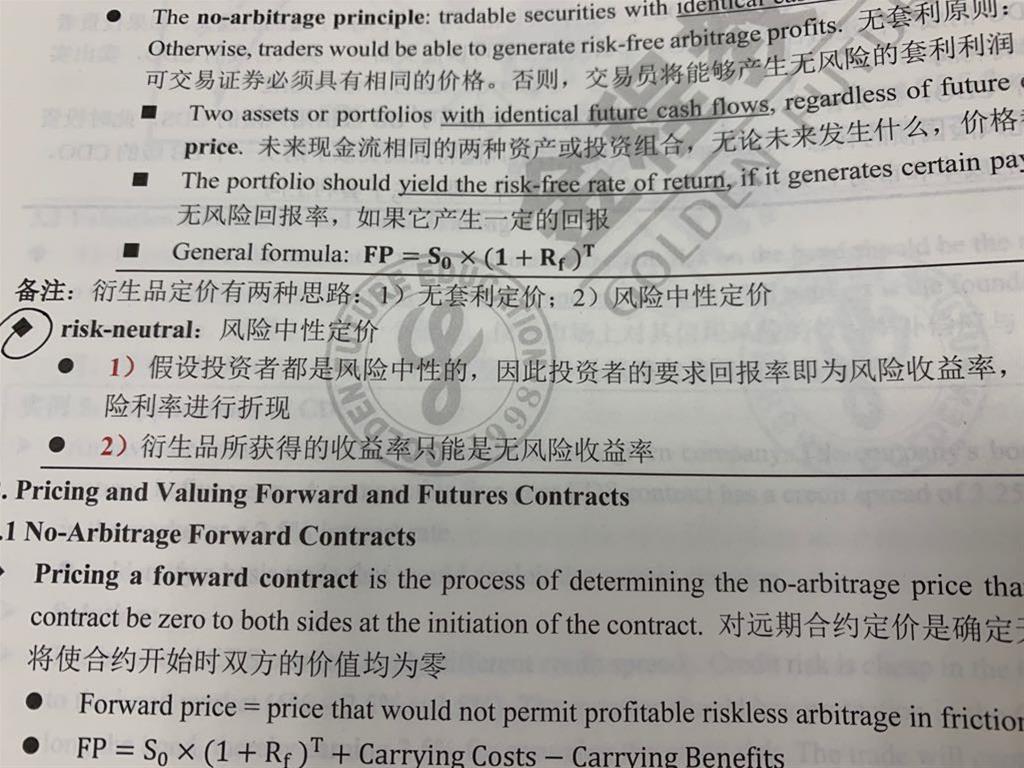 ● The no-arbitrage principle: tradable securities with identical
Otherwise, traders would be able to generate risk-free arbitrage profits. 无套利原则：
可交易证券必须具有相同的价格。否则，交易员将能够产生无风险的套利利润
■ Two assets or portfolios with identical future cash flows, regardless of future
price. 未来现金流相同的两种资产或投资组合，无论未来发生什么，价格
■ The portfolio should yield the risk-free rate of return, if it generates certain pay
无风险回报率，如果它产生一定的回报
■ General formula: FP = S₀ × (1 + R_f)^T
备注：衍生品定价有两种思路：1）无套利定价；2）风险中性定价
◆ risk-neutral: 风险中性定价
● 1）假设投资者都是风险中性的，因此投资者的要求回报率即为风险收益率，
险利率进行折现
● 2）衍生品所获得的收益率只能是无风险收益率
. Pricing and Valuing Forward and Futures Contracts
.1 No-Arbitrage Forward Contracts
Pricing a forward contract is the process of determining the no-arbitrage price tha
contract be zero to both sides at the initiation of the contract. 对远期合约定价是确定
将使合约开始时双方的价值均为零
● Forward price = price that would not permit profitable riskless arbitrage in friction
● FP = S₀ × (1 + R_f)^T + Carrying Costs − Carrying Benefits
GOLDEN FUTURE EDUCATION
1998
GOLDEN FUTU